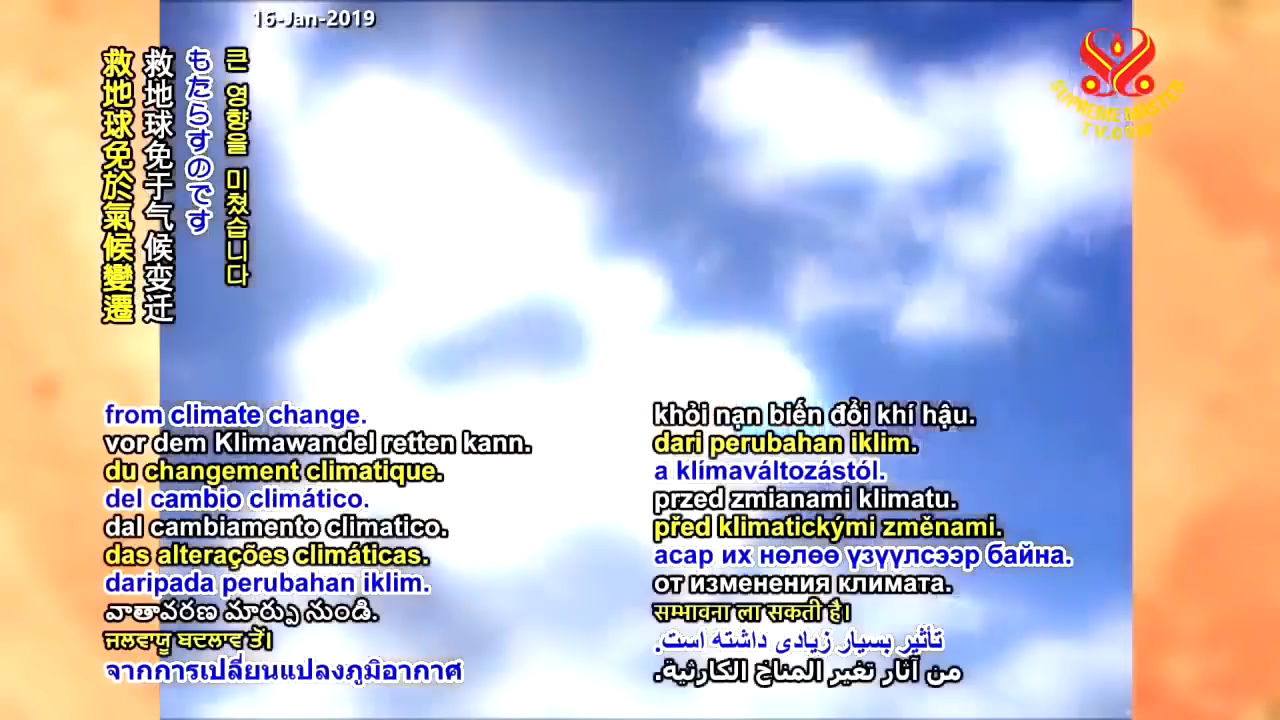 16-Jan-2019
SUPREME MASTER
TV.COM
救地球免於氣候變遷
救地球免于气候变迁
もたらすのです
큰 영향을 미쳤습니다
from climate change.
vor dem Klimawandel retten kann.
du changement climatique.
del cambio climático.
dal cambiamento climatico.
das alterações climáticas.
daripada perubahan iklim.
వాతావరణ మార్పు నుండి.
ਜਲਵਾਯੂ ਬਦਲਾਵ ਤੋਂ।
จากการเปลี่ยนแปลงภูมิอากาศ
khỏi nạn biến đổi khí hậu.
dari perubahan iklim.
a klímaváltozástól.
przed zmianami klimatu.
před klimatickými změnami.
асар их нөлөө үзүүлсээр байна.
от изменения климата.
सम्भावना ला सकती है।
تأثیر بسیار زیادی داشته است.
من آثار تغير المناخ الكارثية.